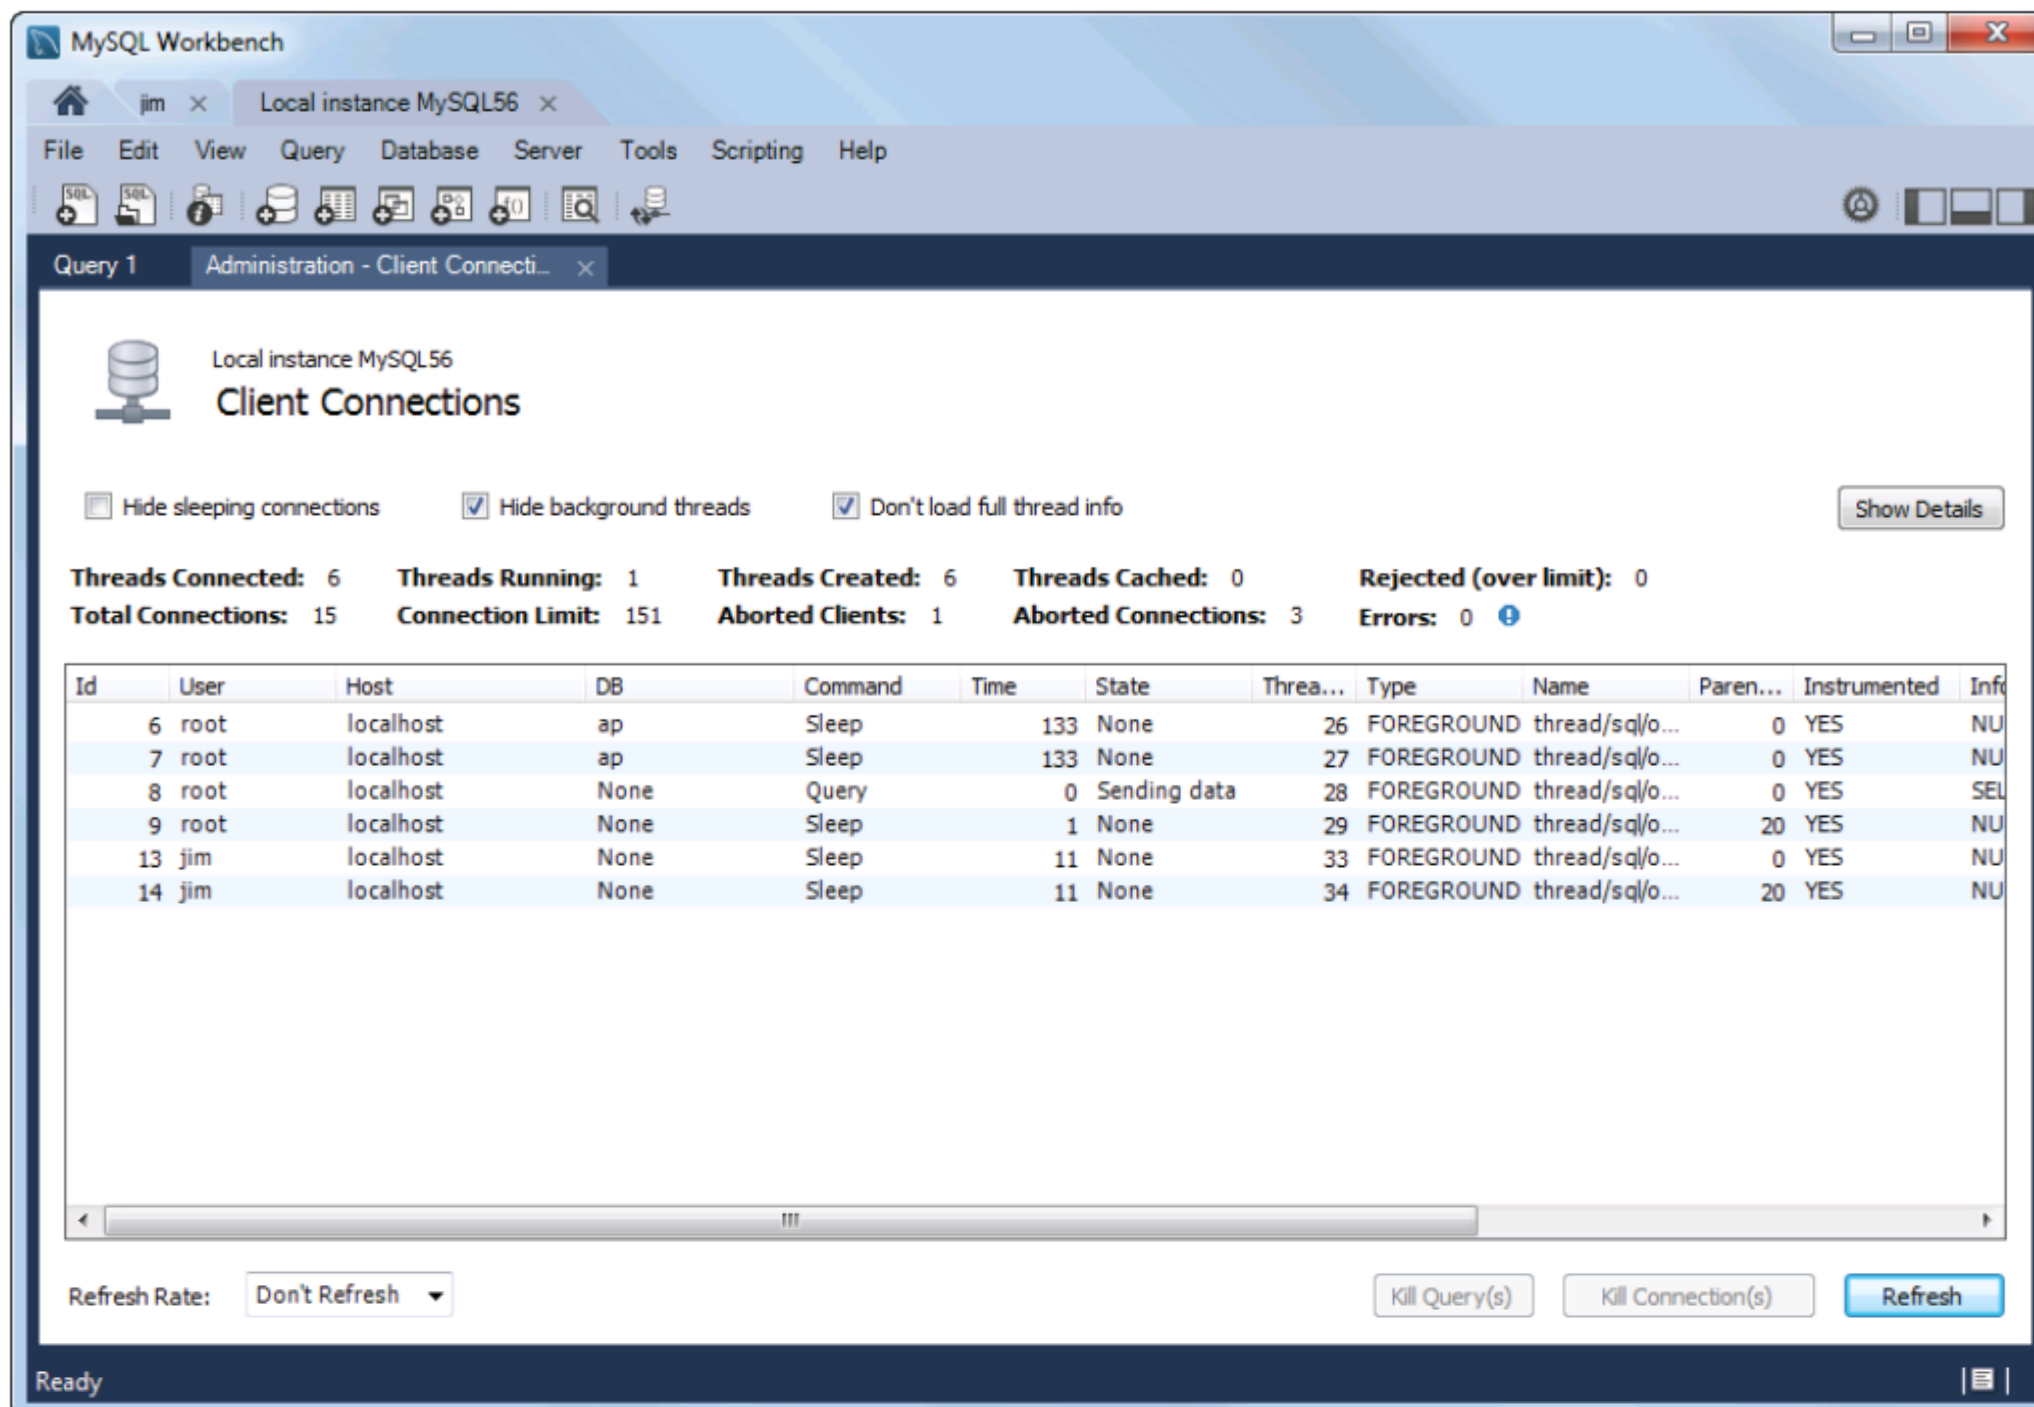 MySQL Workbench
jim Local instance MySQL56
File Edit View Query Database Server Tools Scripting Help
SQL SQL
Query 1 Administration - Client Connecti...
Local instance MySQL56
Client Connections
Hide sleeping connections Hide background threads Don't load full thread info Show Details
Threads Connected: 6 Threads Running: 1 Threads Created: 6 Threads Cached: 0 Rejected (over limit): 0
Total Connections: 15 Connection Limit: 151 Aborted Clients: 1 Aborted Connections: 3 Errors: 0
Id User Host DB Command Time State Threa... Type Name Paren... Instrumented Info
6 root localhost ap Sleep 133 None 26 FOREGROUND thread/sql/o... 0 YES NU
7 root localhost ap Sleep 133 None 27 FOREGROUND thread/sql/o... 0 YES NU
8 root localhost None Query 0 Sending data 28 FOREGROUND thread/sql/o... 0 YES SEL
9 root localhost None Sleep 1 None 29 FOREGROUND thread/sql/o... 20 YES NU
13 jim localhost None Sleep 11 None 33 FOREGROUND thread/sql/o... 0 YES NU
14 jim localhost None Sleep 11 None 34 FOREGROUND thread/sql/o... 20 YES NU
Refresh Rate: Don't Refresh Kill Query(s) Kill Connection(s) Refresh
Ready